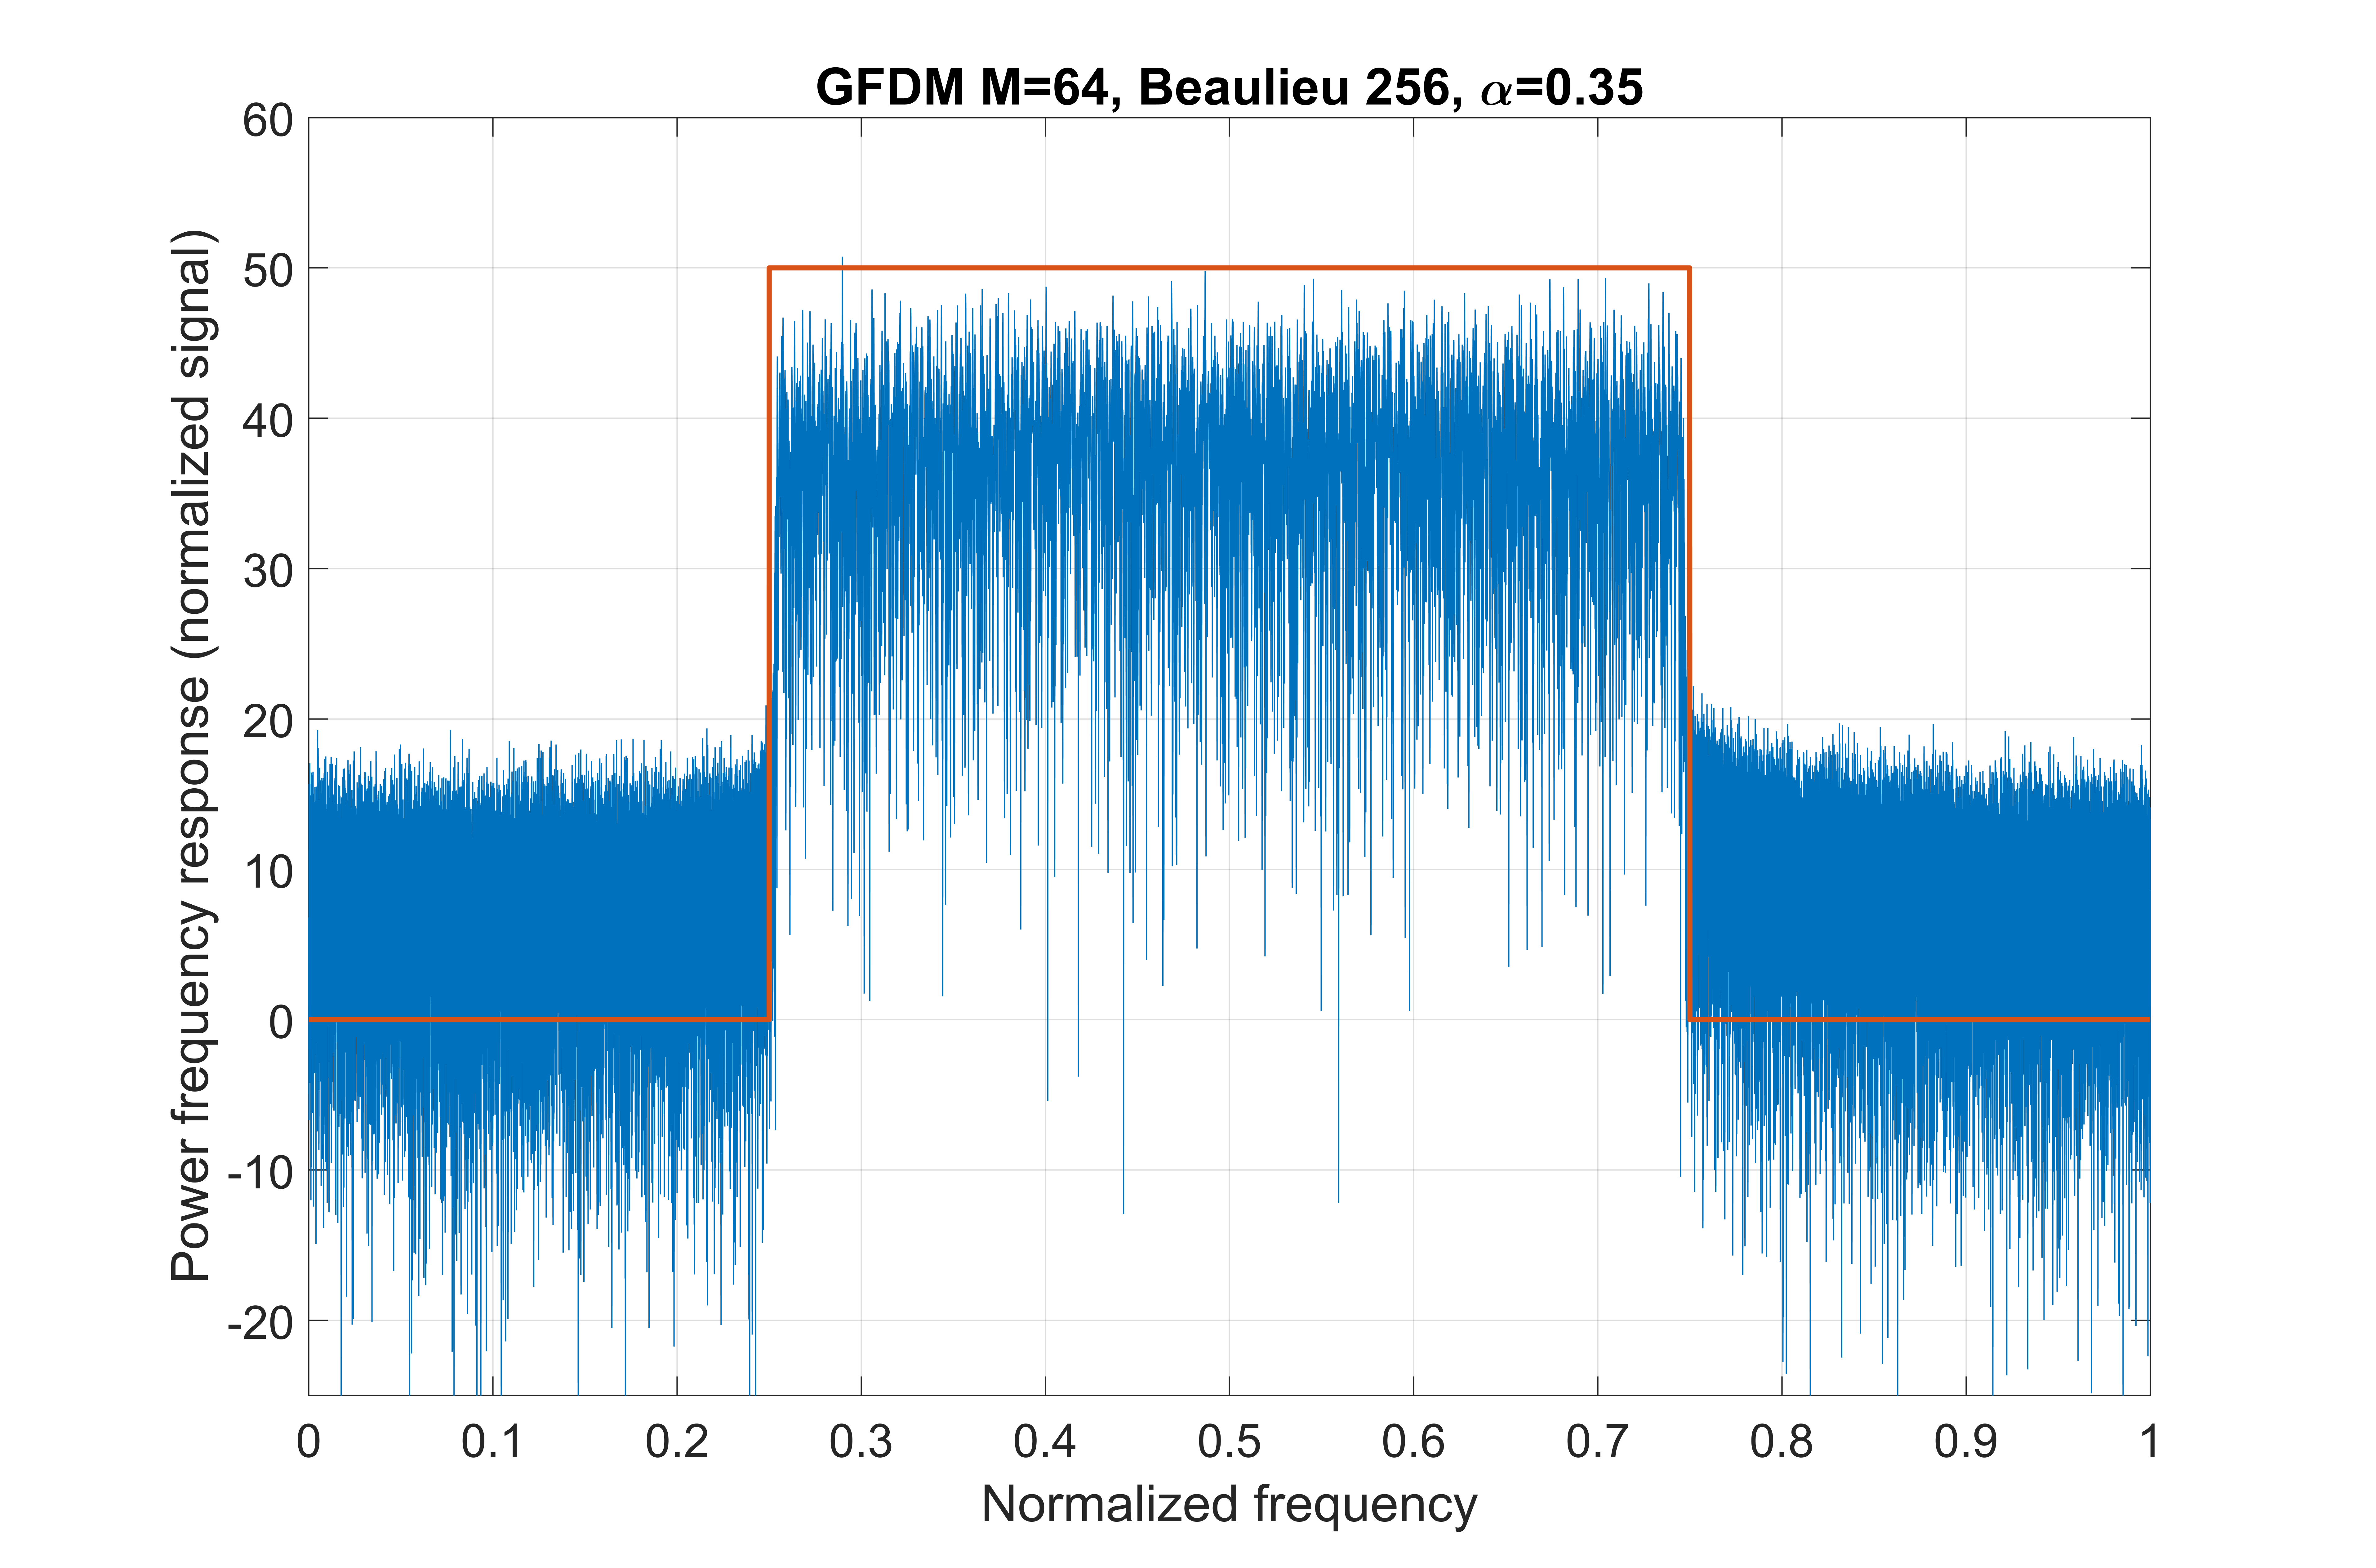 GFDM M=64, Beaulieu 256, α=0.35
Power frequency response (normalized signal)
60
50
40
30
20
10
0
-10
-20
0 0.1 0.2 0.3 0.4 0.5 0.6 0.7 0.8 0.9 1
Normalized frequency